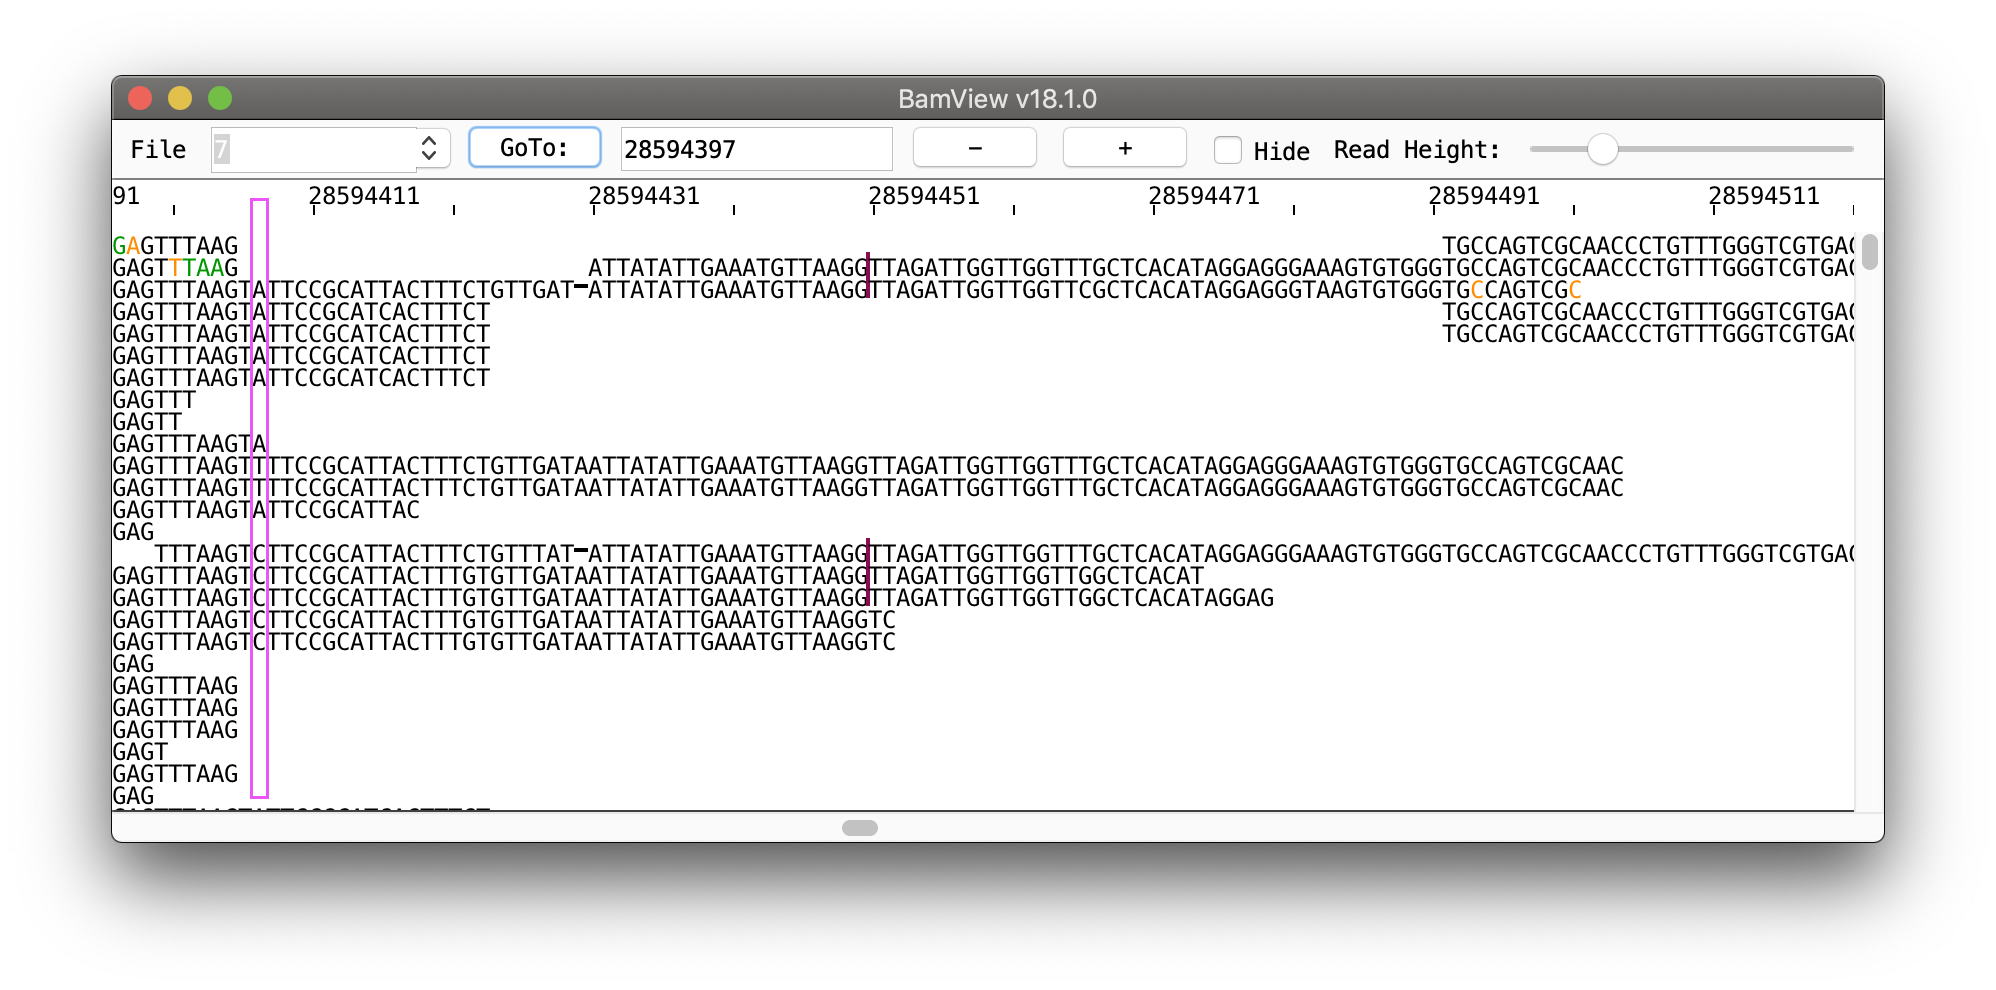 BamView v18.1.0
File 7 GoTo: 28594397 − + Hide Read Height:
91 28594411 28594431 28594451 28594471 28594491 28594511
GAGTTTAAG TGCCAGTCGCAACCCTGTTTGGGTCGTGAC
GAGTTTAAG ATTATATTGAAATGTTAAGGTTAGATTGGTTGGTTTGCTCACATAGGAGGGAAAGTGTGGGTGCCAGTCGCAACCCTGTTTGGGTCGTGAC
GAGTTTAAGTATTCCGCATTACTTTCTGTTGAT-ATTATATTGAAATGTTAAGGTTAGATTGGTTGGTTCGCTCACATAGGAGGGTAAGTGTGGGTGCCAGTCGC
GAGTTTAAGTATTCCGCATCACTTTCT TGCCAGTCGCAACCCTGTTTGGGTCGTGAC
GAGTTTAAGTATTCCGCATCACTTTCT TGCCAGTCGCAACCCTGTTTGGGTCGTGAC
GAGTTTAAGTATTCCGCATCACTTTCT
GAGTTTAAGTATTCCGCATCACTTTCT
GAGTTT
GAGTT
GAGTTTAAGTA
GAGTTTAAGTTTTCCGCATTACTTTCTGTTGATAATTATATTGAAATGTTAAGGTTAGATTGGTTGGTTTGCTCACATAGGAGGGAAAGTGTGGGTGCCAGTCGCAAC
GAGTTTAAGTTTTCCGCATTACTTTCTGTTGATAATTATATTGAAATGTTAAGGTTAGATTGGTTGGTTTGCTCACATAGGAGGGAAAGTGTGGGTGCCAGTCGCAAC
GAGTTTAAGTATTCCGCATTAC
GAG
TTTAAGTCTTCCGCATTACTTTCTGTTTAT-ATTATATTGAAATGTTAAGGTTAGATTGGTTGGTTTGCTCACATAGGAGGGAAAGTGTGGGTGCCAGTCGCAACCCTGTTTGGGTCGTGAC
GAGTTTAAGTCTTCCGCATTACTTTGTGTTGATAATTATATTGAAATGTTAAGGTTAGATTGGTTGGTTGGCTCACAT
GAGTTTAAGTCTTCCGCATTACTTTGTGTTGATAATTATATTGAAATGTTAAGGTTAGATTGGTTGGTTGGCTCACATAGGAG
GAGTTTAAGTCTTCCGCATTACTTTGTGTTGATAATTATATTGAAATGTTAAGGTC
GAGTTTAAGTCTTCCGCATTACTTTGTGTTGATAATTATATTGAAATGTTAAGGTC
GAG
GAGTTTAAG
GAGTTTAAG
GAGTTTAAG
GAGT
GAGTTTAAG
GAG